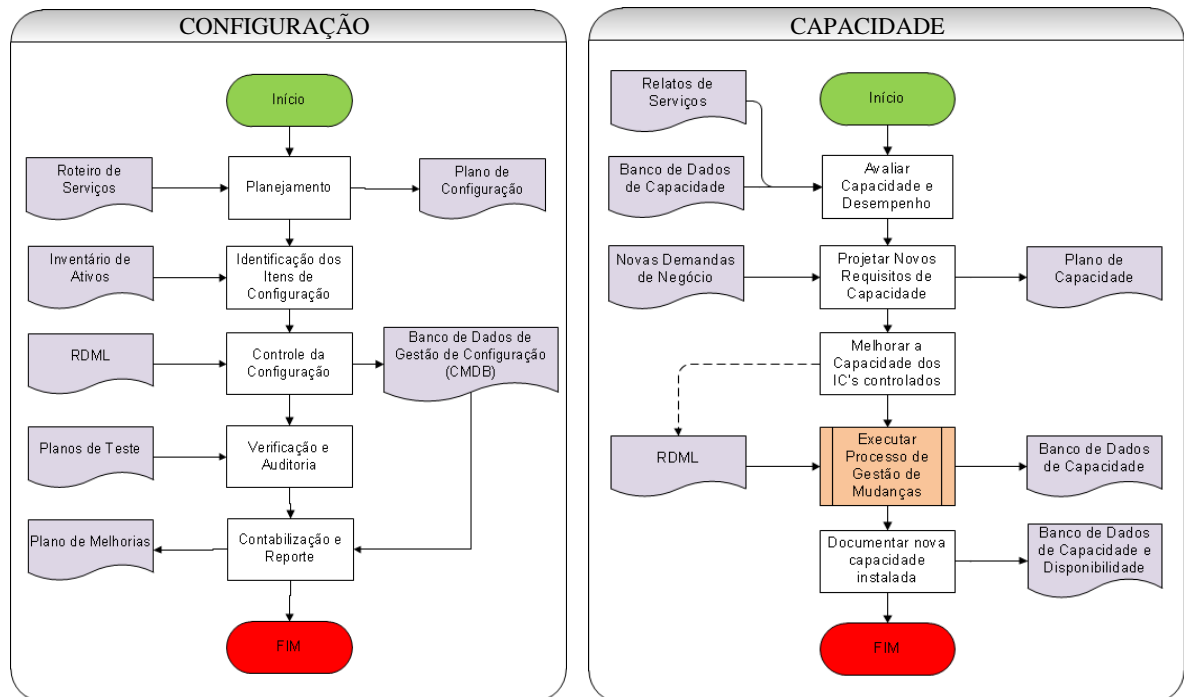 CONFIGURAÇÃO
Início
Roteiro de
Serviços
Planejamento
Plano de
Configuração
Inventário de
Ativos
Identificação dos
Itens de
Configuração
RDML
Controle da
Configuração
Banco de Dados de
Gestão de Configuração
(CMDB)
Planos de Teste
Verificação e
Auditoria
Plano de Melhorias
Contabilização e
Reporte
FIM
CAPACIDADE
Relatos de
Serviços
Início
Banco de Dados
de Capacidade
Avaliar
Capacidade e
Desempenho
Novas Demandas
de Negócio
Projetar Novos
Requisitos de
Capacidade
Plano de
Capacidade
Melhorar a
Capacidade dos
IC's controlados
RDML
Executar
Processo de
Gestão de
Mudanças
Banco de Dados
de Capacidade
Documentar nova
capacidade
instalada
Banco de Dados
de Capacidade e
Disponibilidade
FIM